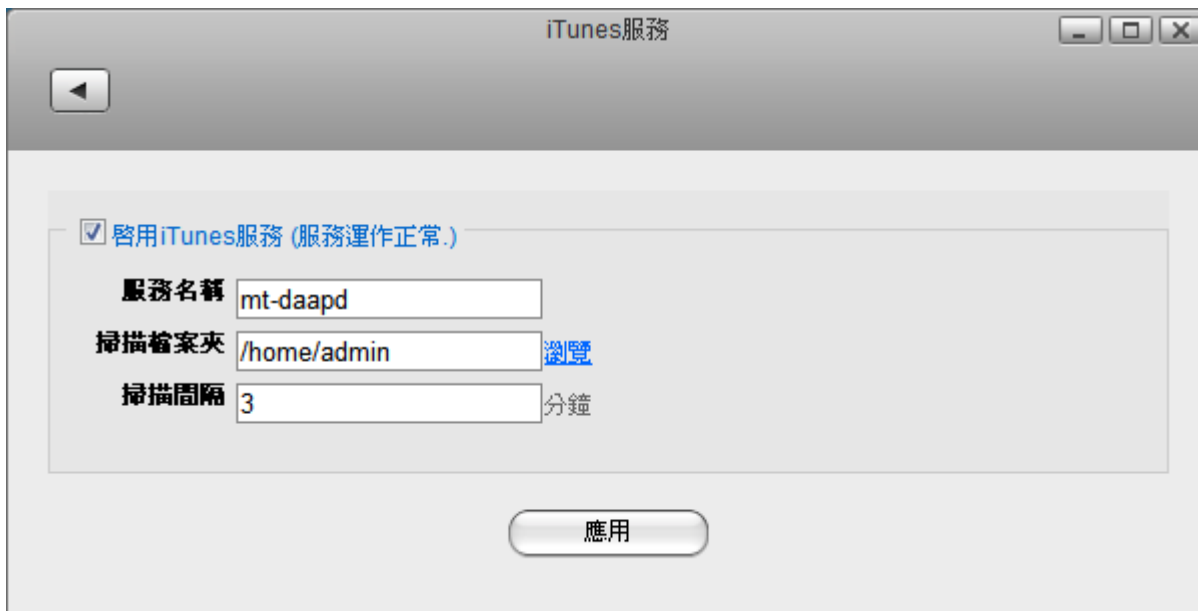 iTunes服務
啓用iTunes服務 (服務運作正常.)
服務名稱 mt-daapd
掃描檔案夾 /home/admin 瀏覽
掃描間隔 3 分鐘
應用